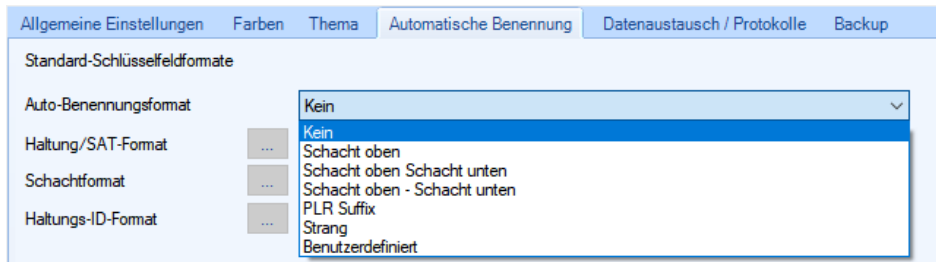 Allgemeine Einstellungen Farben Thema Automatische Benennung Datenaustausch / Protokolle Backup
Standard-Schlüsselfeldformate
Auto-Benennungsformat Kein
Kein
Haltung/SAT-Format ...
Schacht oben
Schacht oben Schacht unten
Schachtformat ...
Schacht oben - Schacht unten
PLR Suffix
Haltungs-ID-Format ...
Strang
Benutzerdefiniert